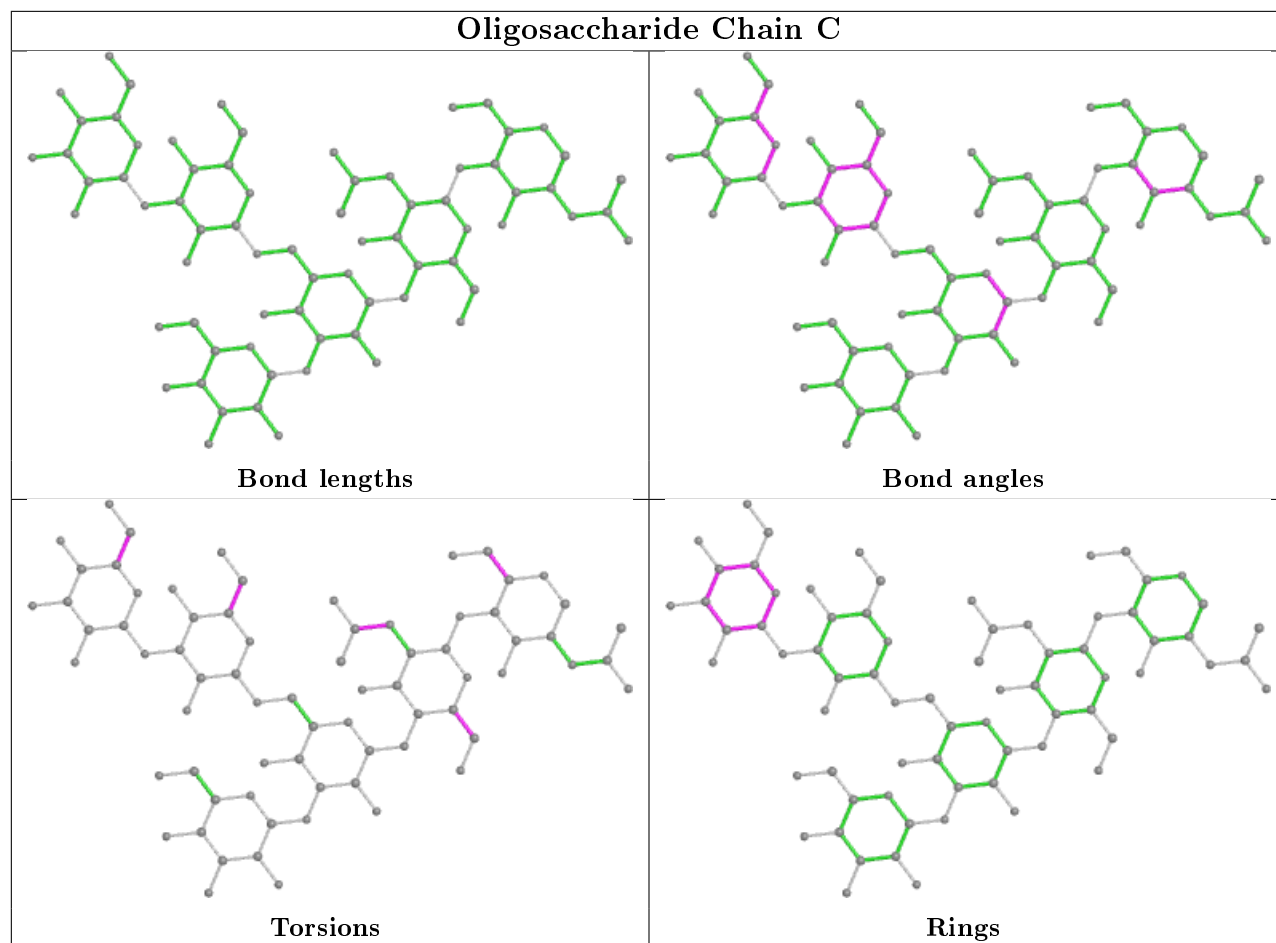 Oligosaccharide Chain C
Bond lengths
Bond angles
Torsions
Rings